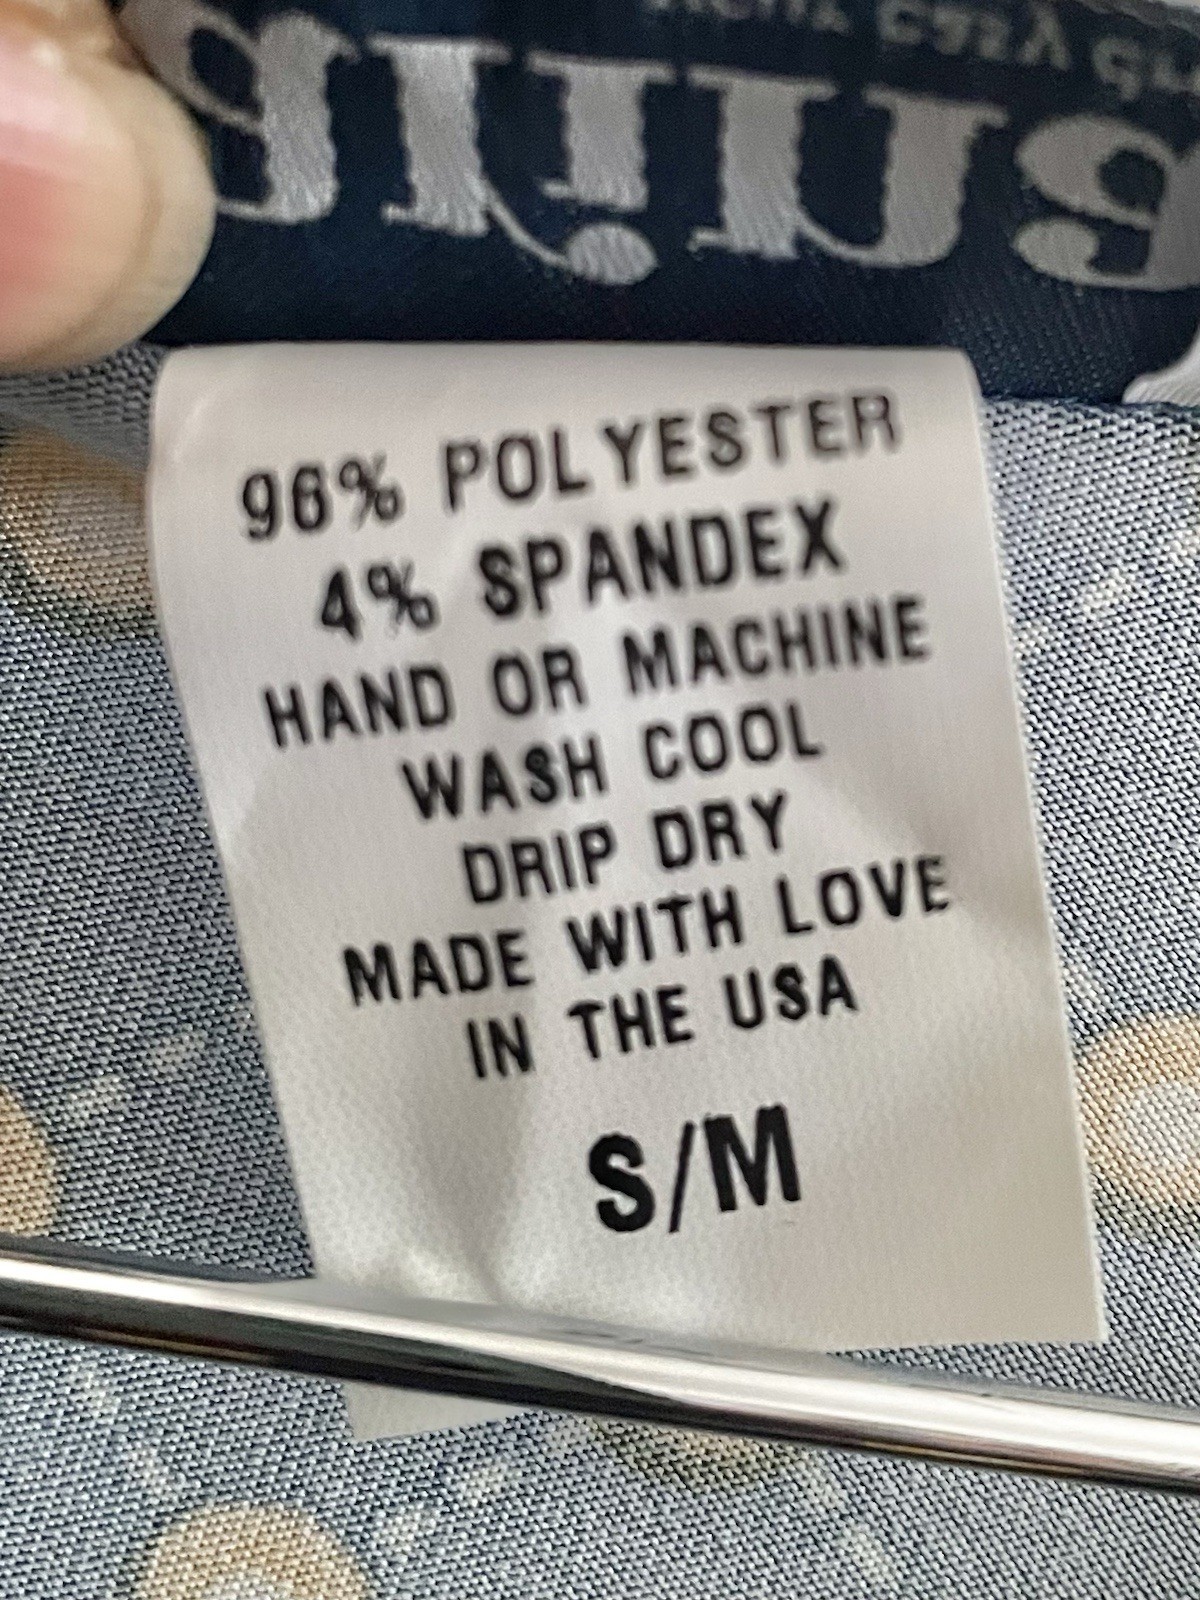 96% POLYESTER
4% SPANDEX
HAND OR MACHINE
WASH COOL
DRIP DRY
MADE WITH LOVE
IN THE USA
S/M